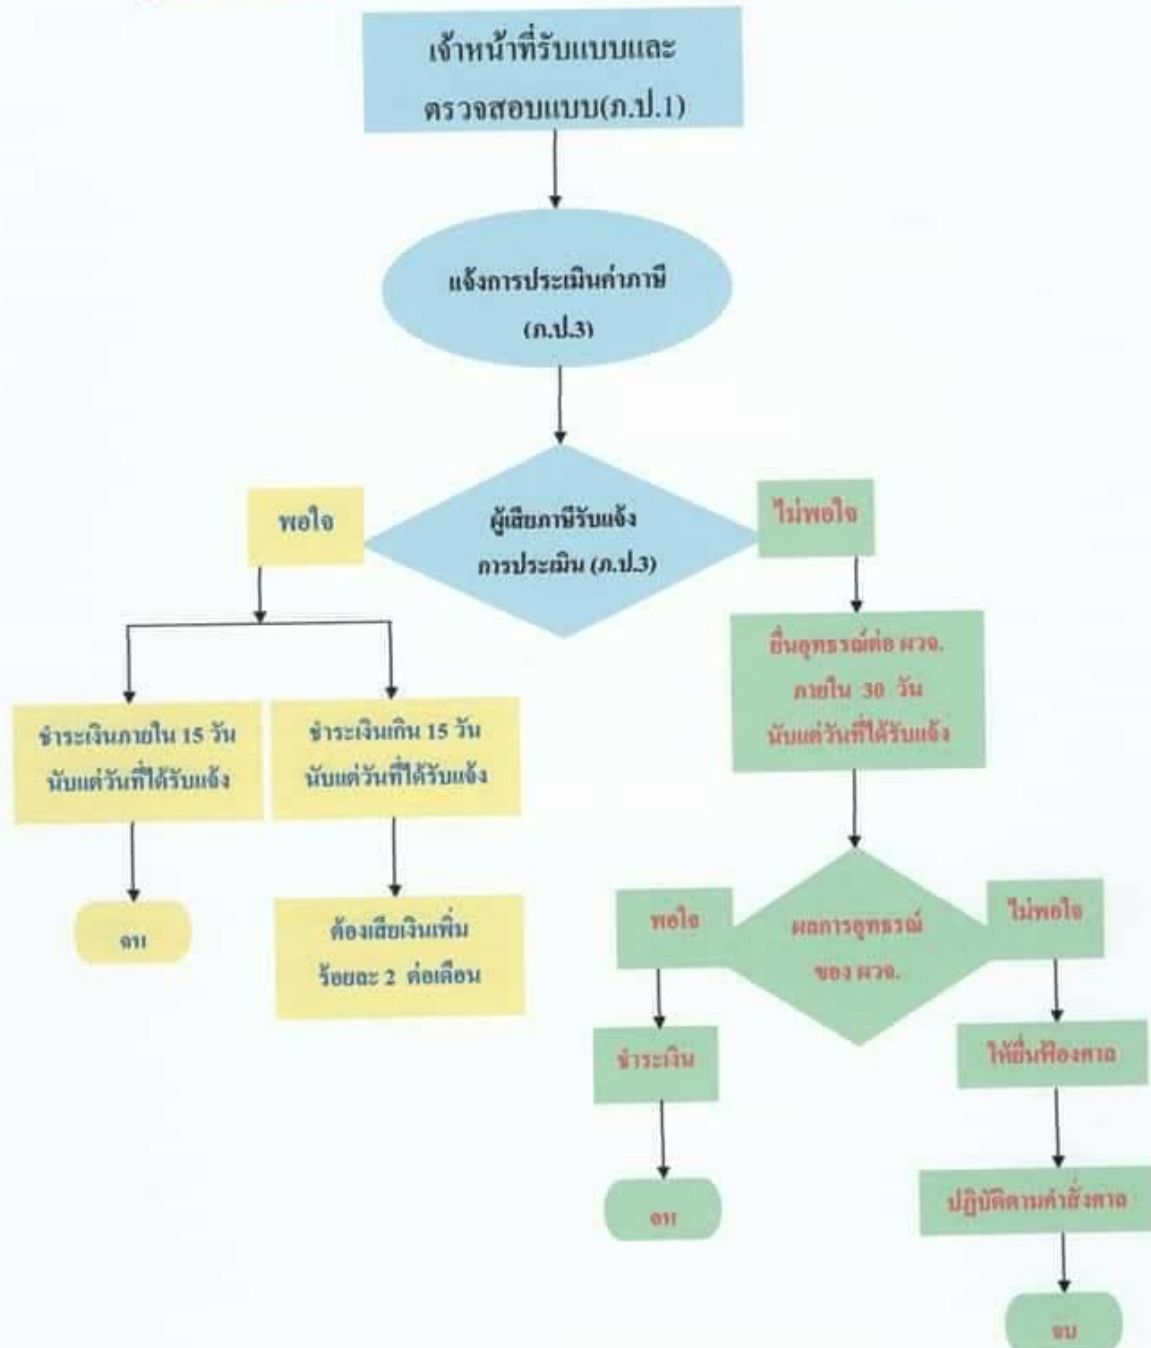 เจ้าหน้าที่รับแบบและ
ตรวจสอบแบบ(ภ.ป.1)
แจ้งการประเมินค่าภาษี
(ภ.ป.3)
ผู้เสียภาษีรับแจ้ง
การประเมิน (ภ.ป.3)
พอใจ
ไม่พอใจ
ชำระเงินภายใน 15 วัน
นับแต่วันที่ได้รับแจ้ง
ชำระเงินเกิน 15 วัน
นับแต่วันที่ได้รับแจ้ง
ยื่นอุทธรณ์ต่อ ผวจ.
ภายใน 30 วัน
นับแต่วันที่ได้รับแจ้ง
จบ
ต้องเสียเงินเพิ่ม
ร้อยละ 2 ต่อเดือน
พอใจ
ผลการอุทธรณ์
ของ ผวจ.
ไม่พอใจ
ชำระเงิน
ให้ยื่นฟ้องศาล
จบ
ปฏิบัติตามคำสั่งศาล
จบ